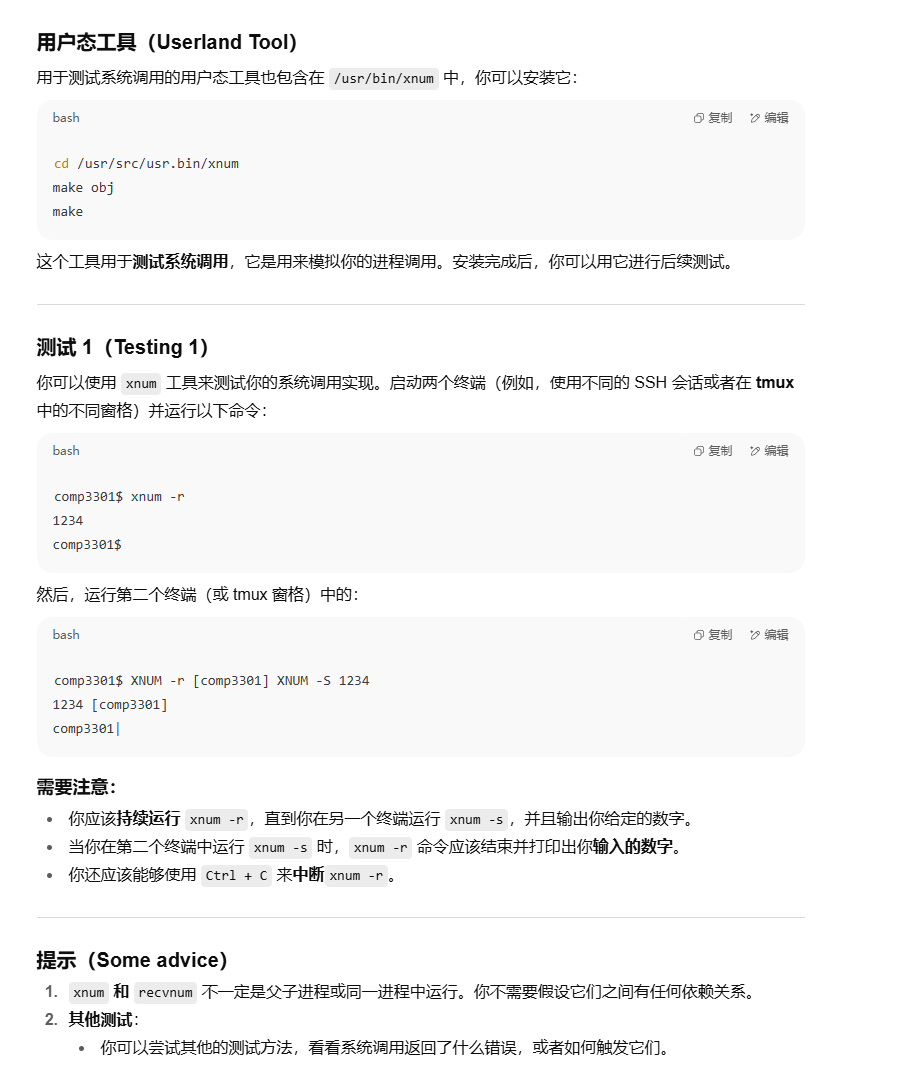 用户态工具（Userland Tool）
用于测试系统调用的用户态工具也包含在 /usr/bin/xnum 中，你可以安装它：
bash
复制
编辑
cd /usr/src/usr.bin/xnum
make obj
make
这个工具用于测试系统调用，它是用来模拟你的进程调用。安装完成后，你可以用它进行后续测试。
测试 1（Testing 1）
你可以使用 xnum 工具来测试你的系统调用实现。启动两个终端（例如，使用不同的 SSH 会话或者在 tmux
中的不同窗格）并运行以下命令：
bash
复制
编辑
comp3301$ xnum -r
1234
comp3301$
然后，运行第二个终端（或 tmux 窗格）中的：
bash
复制
编辑
comp3301$ XNUM -r [comp3301] XNUM -S 1234
1234 [comp3301]
comp3301|
需要注意：
• 你应该持续运行 xnum -r，直到你在另一个终端运行 xnum -s，并且输出你给定的数字。
• 当你在第二个终端中运行 xnum -s 时，xnum -r 命令应该结束并打印出你输入的数字。
• 你还应该能够使用 Ctrl + C 来中断 xnum -r。
提示（Some advice）
1. xnum 和 recvnum 不一定是父子进程或同一进程中运行。你不需要假设它们之间有任何依赖关系。
2. 其他测试：
• 你可以尝试其他的测试方法，看看系统调用返回了什么错误，或者如何触发它们。